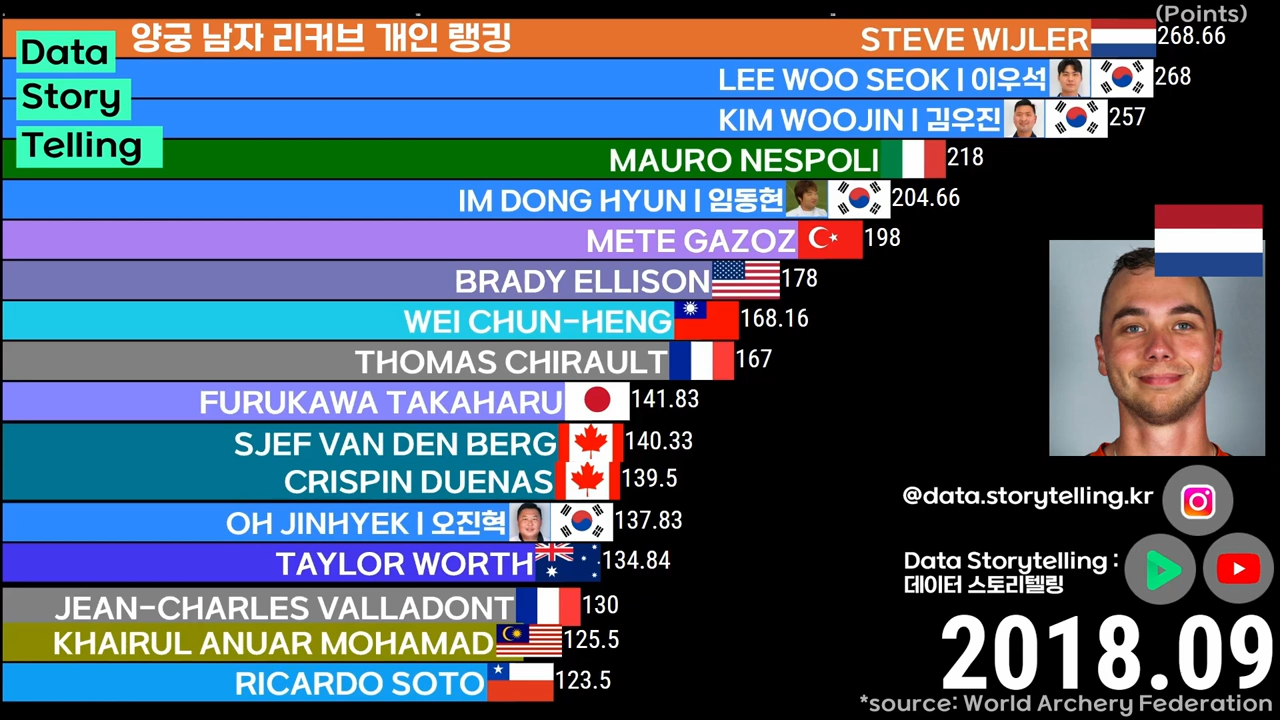 (Points)
양궁 남자 리커브 개인 랭킹
Data
Story
Telling
STEVE WIJLER 268.66
LEE WOO SEOK | 이우석 268
KIM WOOJIN | 김우진 257
MAURO NESPOLI 218
IM DONG HYUN | 임동현 204.66
METE GAZOZ 198
BRADY ELLISON 178
WEI CHUN-HENG 168.16
THOMAS CHIRAULT 167
FURUKAWA TAKAHARU 141.83
SJEF VAN DEN BERG 140.33
CRISPIN DUENAS 139.5
OH JINHYEK | 오진혁 137.83
TAYLOR WORTH 134.84
JEAN-CHARLES VALLADONT 130
KHAIRUL ANUAR MOHAMAD 125.5
RICARDO SOTO 123.5
@data.storytelling.kr
Data Storytelling :
데이터 스토리텔링
2018.09
*source: World Archery Federation